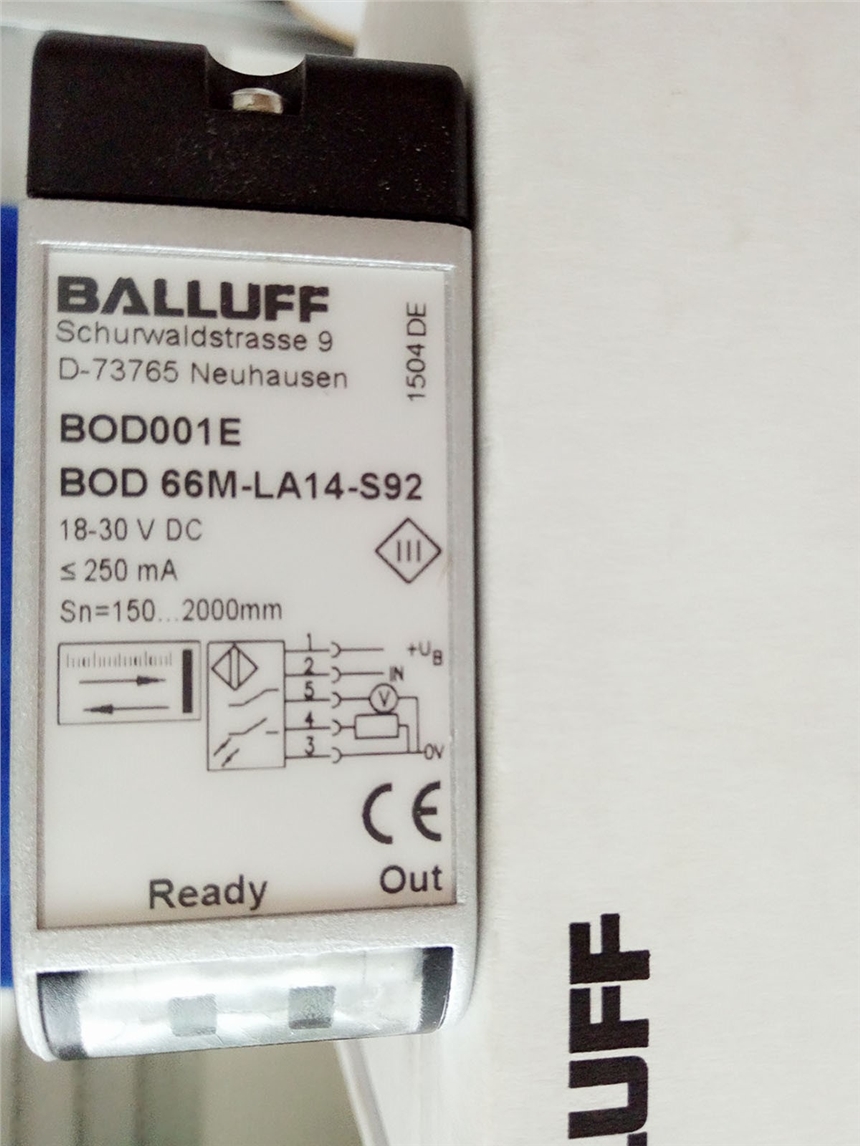 BALLUFF
Schurwaldstrasse 9
D-73765 Neuhausen
1504 DE
BOD001E
BOD 66M-LA14-S92
18-30 V DC
≤ 250 mA
Sn=150...2000mm
III
1 +UB
2 IN
5 V
4
3 0V
CE
Ready Out
LUFF